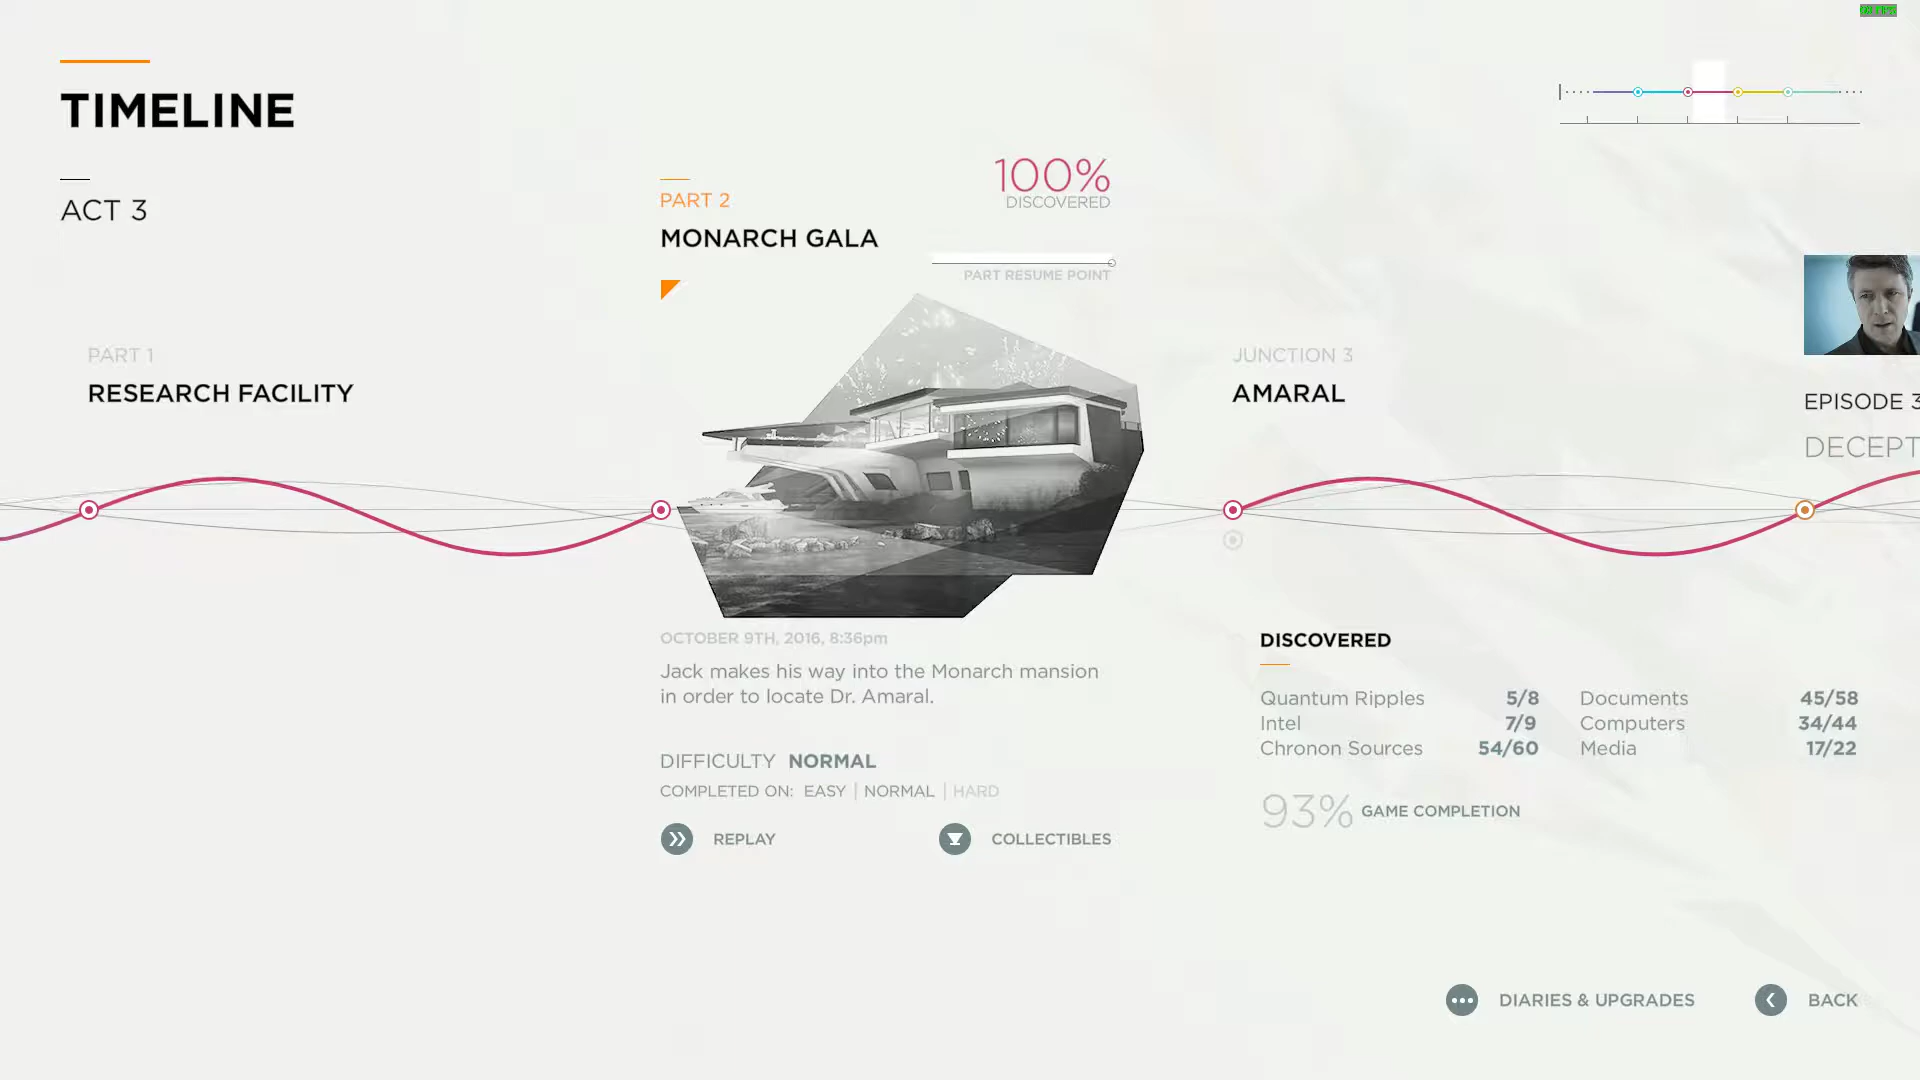 TIMELINE
ACT 3
PART 1
RESEARCH FACILITY
PART 2
MONARCH GALA
100%
DISCOVERED
PART RESUME POINT
OCTOBER 9TH, 2016, 8:36pm
Jack makes his way into the Monarch mansion
in order to locate Dr. Amaral.
DIFFICULTY NORMAL
COMPLETED ON: EASY | NORMAL | HARD
REPLAY
COLLECTIBLES
JUNCTION 3
AMARAL
EPISODE 3
DECEPT
DISCOVERED
Quantum Ripples 5/8
Intel 7/9
Chronon Sources 54/60
Documents 45/58
Computers 34/44
Media 17/22
93% GAME COMPLETION
DIARIES & UPGRADES
BACK